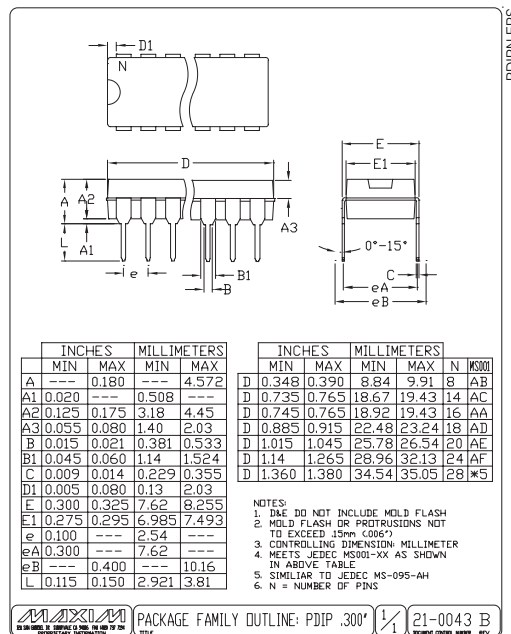 PDIPN.EPS
D1
N
E
D
E1
A
A2
A3
L
A1
0°-15°
e
B1
B
C
eA
eB
INCHES MILLIMETERS
MIN MAX MIN MAX
A --- 0.180 --- 4.572
A1 0.020 --- 0.508 ---
A2 0.125 0.175 3.18 4.45
A3 0.055 0.080 1.40 2.03
B 0.015 0.021 0.381 0.533
B1 0.045 0.060 1.14 1.524
C 0.009 0.014 0.229 0.355
D1 0.005 0.080 0.13 2.03
E 0.300 0.325 7.62 8.255
E1 0.275 0.295 6.985 7.493
e 0.100 --- 2.54 ---
eA 0.300 --- 7.62 ---
eB --- 0.400 --- 10.16
L 0.115 0.150 2.921 3.81
INCHES MILLIMETERS
MIN MAX MIN MAX N MS001
D 0.348 0.390 8.84 9.91 8 AB
D 0.735 0.765 18.67 19.43 14 AC
D 0.745 0.765 18.92 19.43 16 AA
D 0.885 0.915 22.48 23.24 18 AD
D 1.015 1.045 25.78 26.54 20 AE
D 1.14 1.265 28.96 32.13 24 AF
D 1.360 1.380 34.54 35.05 28 *5
NOTES:
1. D&E DO NOT INCLUDE MOLD FLASH
2. MOLD FLASH OR PROTRUSIONS NOT
TO EXCEED .15mm (.006")
3. CONTROLLING DIMENSION: MILLIMETER
4. MEETS JEDEC MS001-XX AS SHOWN
IN ABOVE TABLE
5. SIMILIAR TO JEDEC MS-095-AH
6. N = NUMBER OF PINS
MAXIM
PROPRIETARY INFORMATION
PACKAGE FAMILY OUTLINE: PDIP .300"
TITLE
1/1
21-0043 B
DOCUMENT CONTROL NUMBER REV